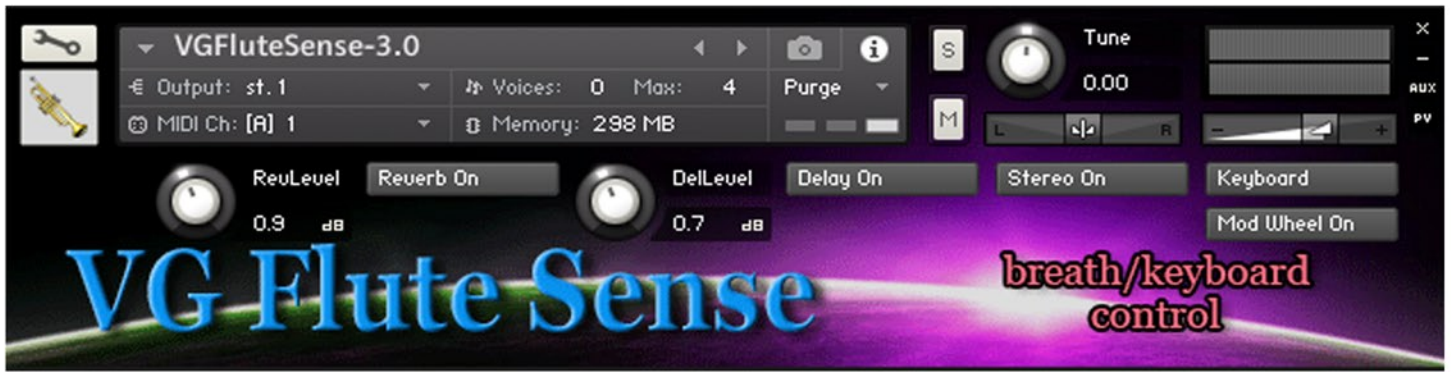 VGFluteSense-3.0
i
S
Tune
0.00
X
–
AUX
PV
Output: st.1
Voices: 0 Max: 4
Purge
MIDI Ch: [A] 1
Memory: 298 MB
M
L
R
–
+
RevLevel
Reverb On
DelLevel
Delay On
Stereo On
Keyboard
0.9 dB
0.7 dB
Mod Wheel On
VG Flute Sense
breath/keyboard
control